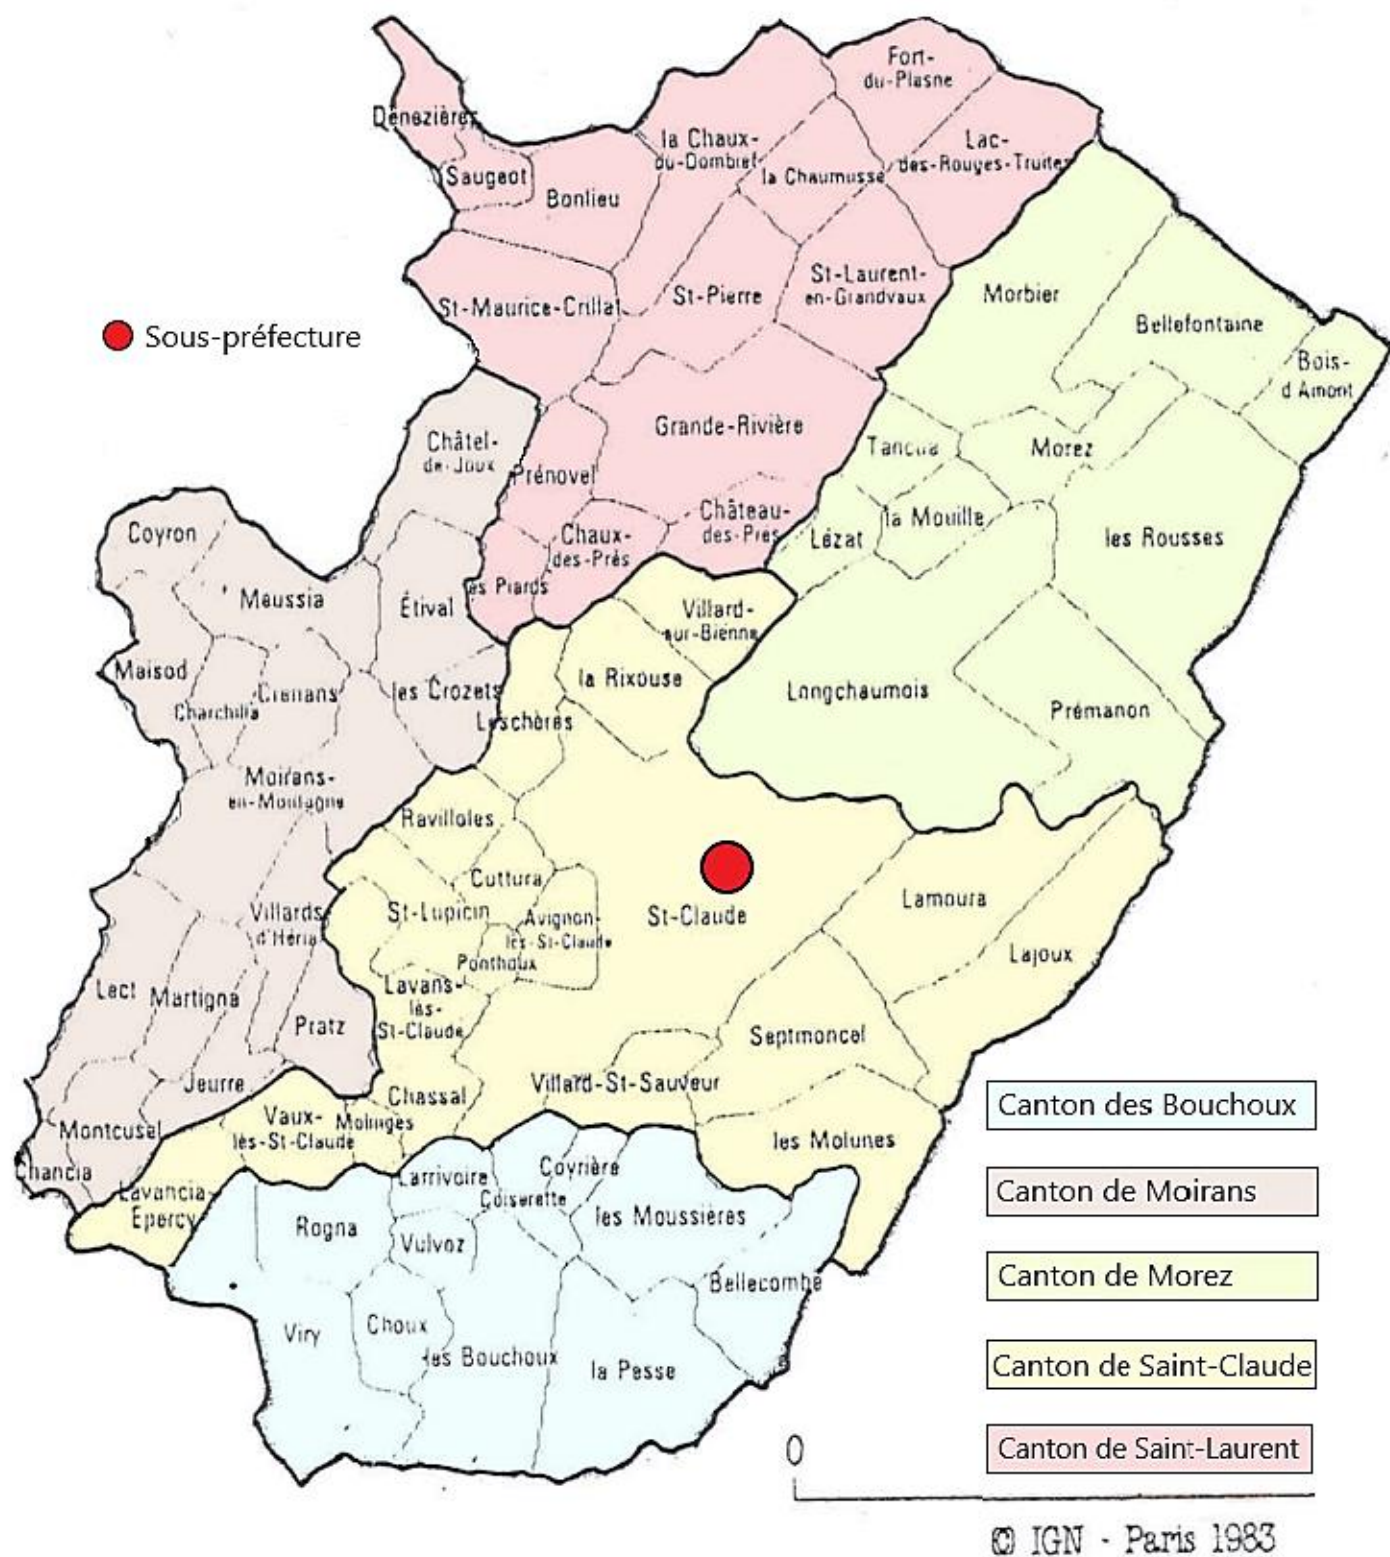 Fort-
du-Plasne
Dénezières
la Chaux-
du-Dombief
Lac-
des-Rouges-Truites
Saugeot
la Chaumusse
Bonlieu
St-Laurent-
en-Grandvaux
St-Pierre
Morbier
St-Maurice-Crillat
Bellefontaine
Sous-préfecture
Bois-
d'Amont
Grande-Rivière
Châtel-
de-Joux
Tancua
Morez
Prénovel
Château-
des-Prés
la Mouille
Coyron
Chaux-
des-Prés
Lézat
les Rousses
les Piards
Meussia
Étival
Villard-
sur-Bienne
Maisod
la Rixouse
les Crozets
Crenans
Longchaumois
Charchilla
Prémanon
Leschères
Moirans-
en-Montagne
Ravilloles
Cuttura
Lamoura
Villards
d'Héria
St-Lupicin
Avignon-
lès-St-Claude
St-Claude
Ponthoux
Lajoux
Lect
Martigna
Lavans-
lès-
St-Claude
Pratz
Septmoncel
Jeurre
Villard-St-Sauveur
Chassal
Canton des Bouchoux
Vaux-
lès-St-Claude
Molinges
Montcusel
les Molunes
Chancia
Larrivoire
Coyrière
Coiserette
Canton de Moirans
Lavancia-
Epercy
Rogna
les Moussières
Vulvoz
Bellecombe
Canton de Morez
Viry
Choux
les Bouchoux
la Pesse
Canton de Saint-Claude
Canton de Saint-Laurent
0
© IGN - Paris 1983